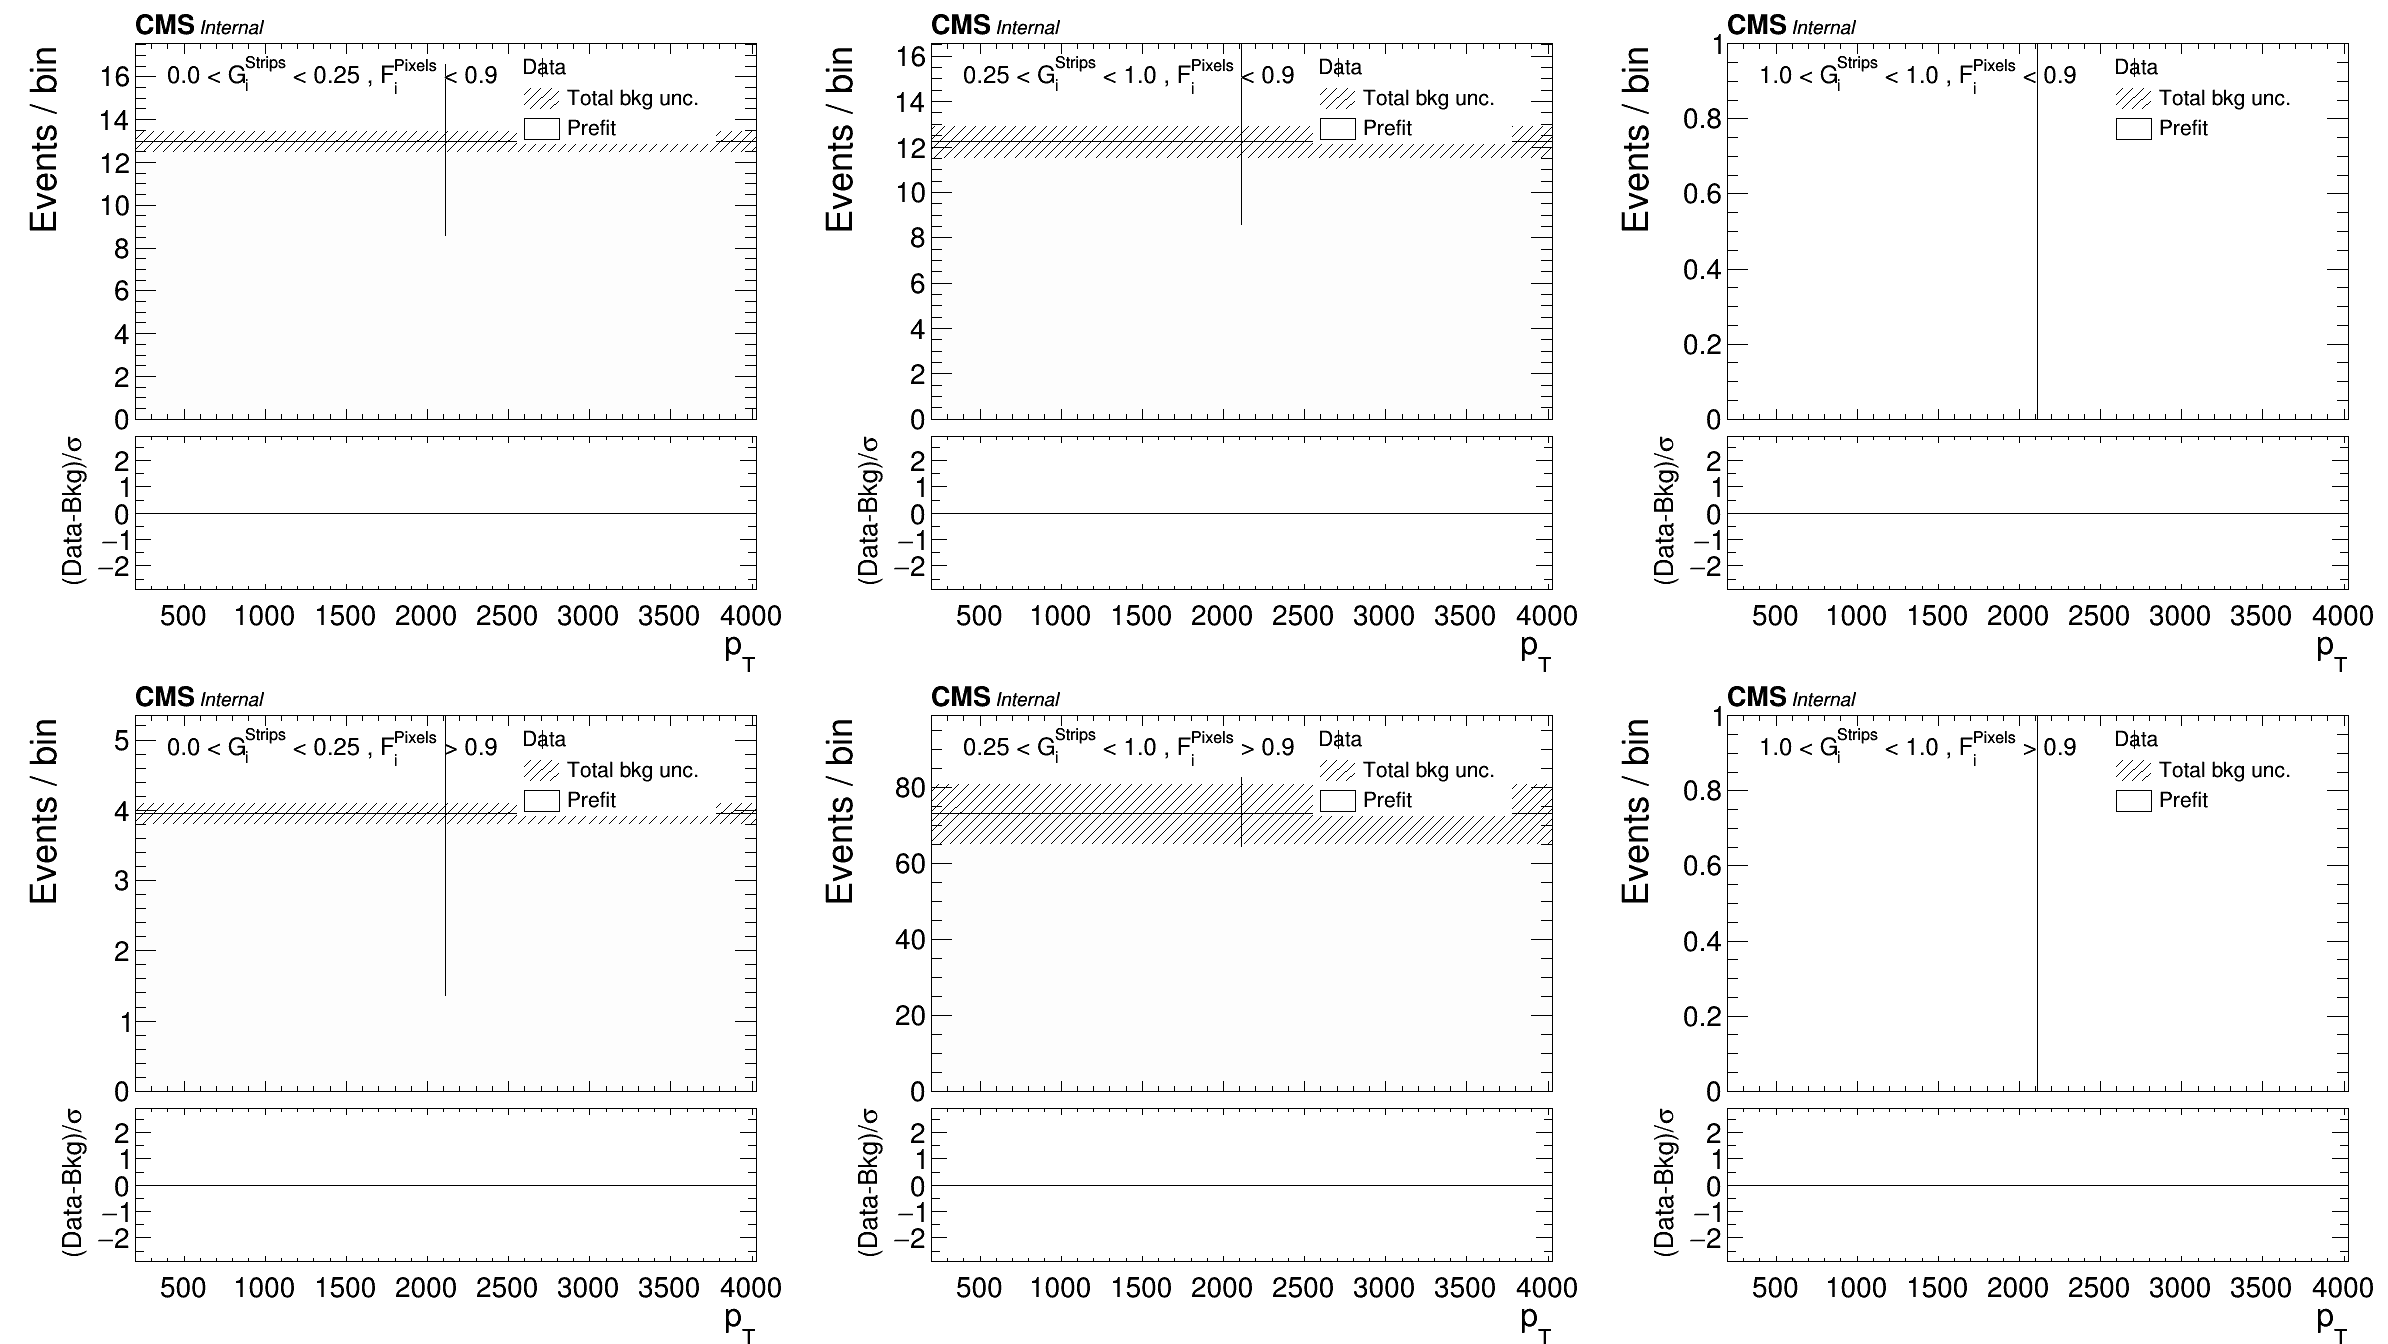 CMS Internal
0.0 < G_i^Strips < 0.25 , F_i^Pixels < 0.9
Data
Total bkg unc.
Prefit
Events / bin
16
14
12
10
8
6
4
2
0
(Data-Bkg)/σ
2
1
0
−1
−2
500 1000 1500 2000 2500 3000 3500 4000
p_T
CMS Internal
0.25 < G_i^Strips < 1.0 , F_i^Pixels < 0.9
Data
Total bkg unc.
Prefit
Events / bin
16
14
12
10
8
6
4
2
0
(Data-Bkg)/σ
2
1
0
−1
−2
500 1000 1500 2000 2500 3000 3500 4000
p_T
CMS Internal
1.0 < G_i^Strips < 1.0 , F_i^Pixels < 0.9
Data
Total bkg unc.
Prefit
Events / bin
1
0.8
0.6
0.4
0.2
0
(Data-Bkg)/σ
2
1
0
−1
−2
500 1000 1500 2000 2500 3000 3500 4000
p_T
CMS Internal
0.0 < G_i^Strips < 0.25 , F_i^Pixels > 0.9
Data
Total bkg unc.
Prefit
Events / bin
5
4
3
2
1
0
(Data-Bkg)/σ
2
1
0
−1
−2
500 1000 1500 2000 2500 3000 3500 4000
p_T
CMS Internal
0.25 < G_i^Strips < 1.0 , F_i^Pixels > 0.9
Data
Total bkg unc.
Prefit
Events / bin
80
60
40
20
0
(Data-Bkg)/σ
2
1
0
−1
−2
500 1000 1500 2000 2500 3000 3500 4000
p_T
CMS Internal
1.0 < G_i^Strips < 1.0 , F_i^Pixels > 0.9
Data
Total bkg unc.
Prefit
Events / bin
1
0.8
0.6
0.4
0.2
0
(Data-Bkg)/σ
2
1
0
−1
−2
500 1000 1500 2000 2500 3000 3500 4000
p_T